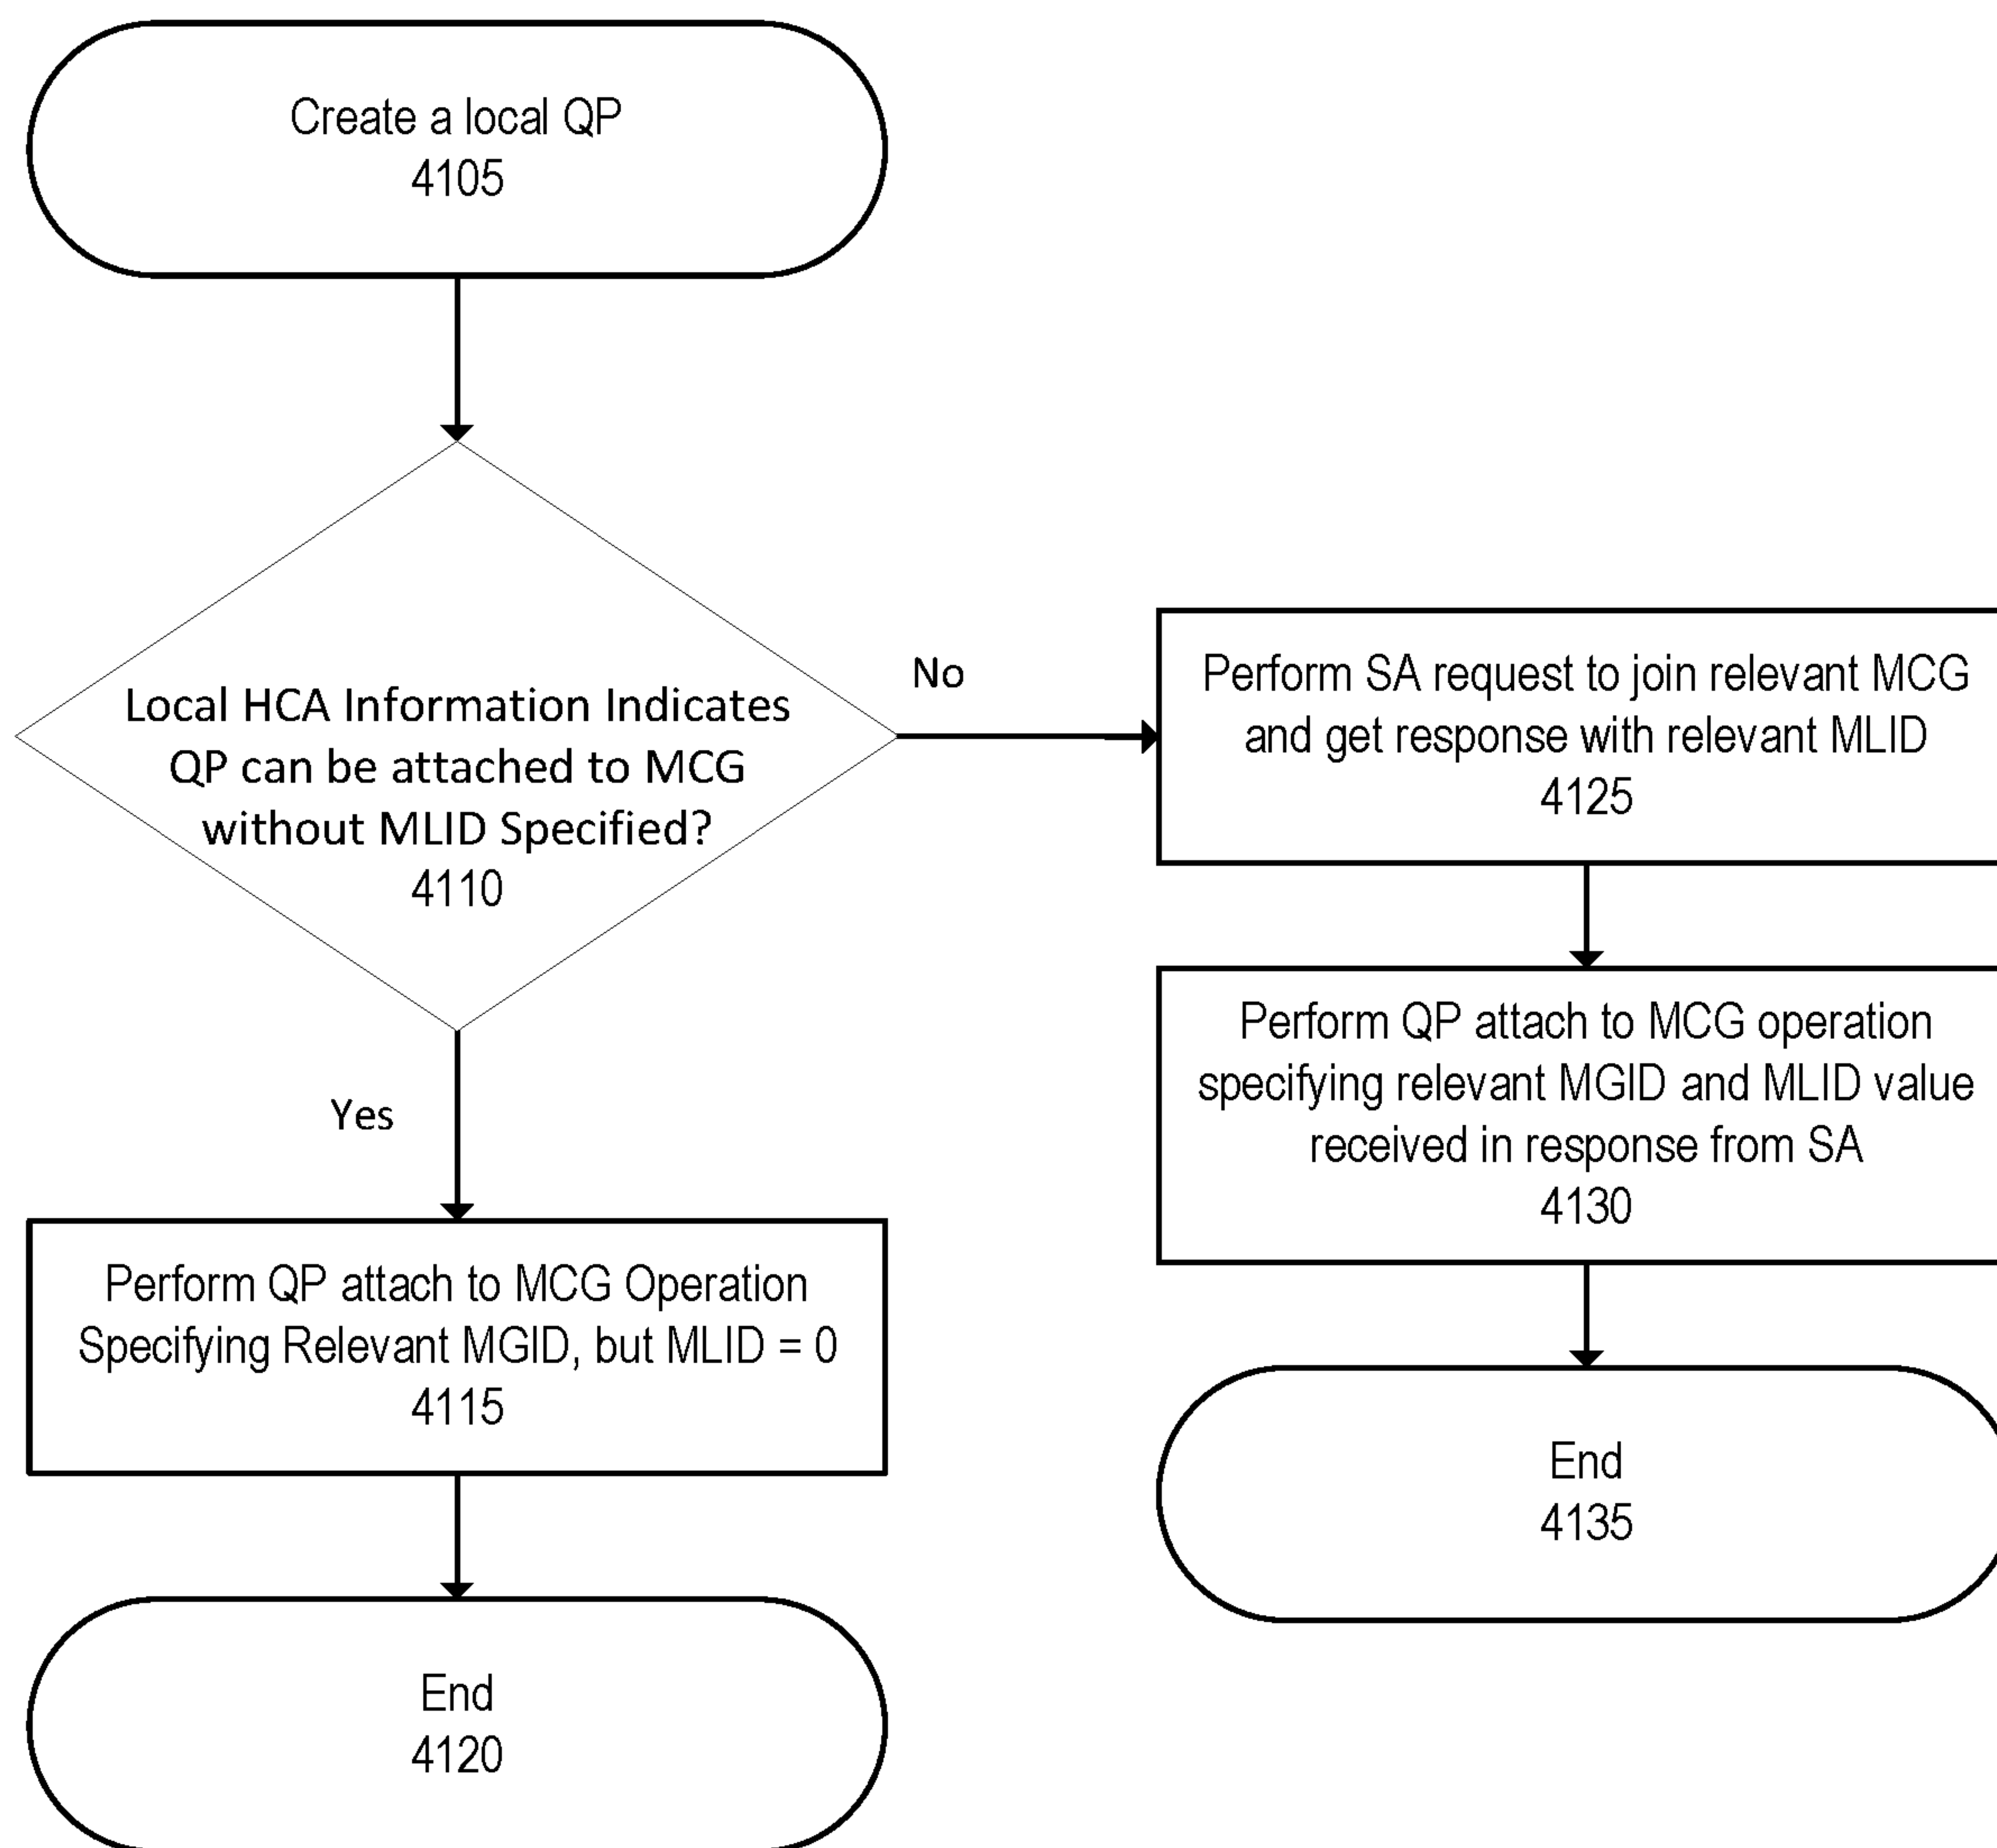 Create a local QP
4105
Local HCA Information Indicates
QP can be attached to MCG
without MLID Specified?
4110
No
Perform SA request to join relevant MCG
and get response with relevant MLID
4125
Perform QP attach to MCG operation
specifying relevant MGID and MLID value
received in response from SA
4130
Yes
Perform QP attach to MCG Operation
Specifying Relevant MGID, but MLID = 0
4115
End
4135
End
4120